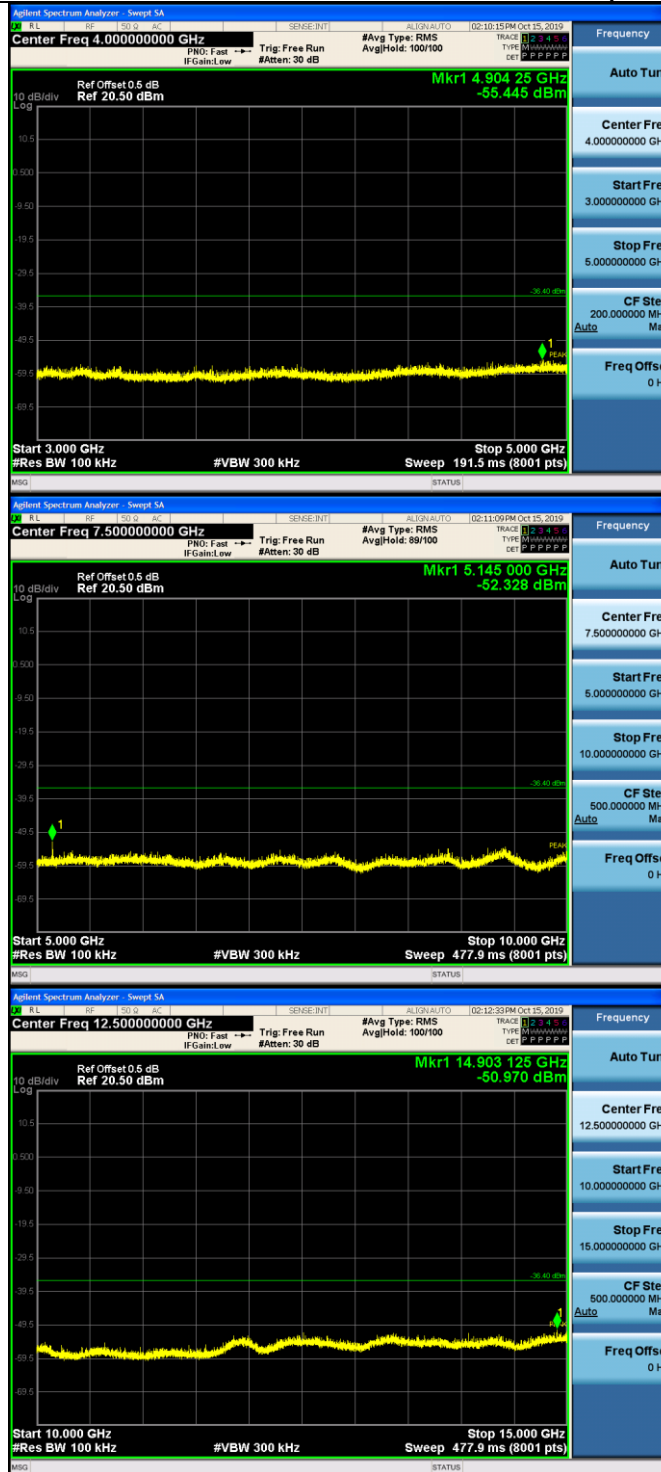 Agilent Spectrum Analyzer - Swept SA
RL RF 50 Ω AC SENSE:INT ALIGNAUTO 02:10:15 PM Oct 15, 2019
Center Freq 4.000000000 GHz #Avg Type: RMS TRACE 1 2 3 4 5 6 Frequency
PNO: Fast Trig: Free Run Avg|Hold: 100/100 TYPE M
IFGain:Low #Atten: 30 dB DET P P P P P P
Auto Tun
Mkr1 4.904 25 GHz
Ref Offset 0.5 dB
10 dB/div Ref 20.50 dBm -55.445 dBm
Log
Center Fre
4.000000000 GH
10.5
0.500
Start Fre
3.000000000 GH
-9.50
-19.5
Stop Fre
5.000000000 GH
-29.5
-36.40 dBm
CF Ste
200.000000 MH
Auto Ma
-39.5
-49.5
1
PEAK
Freq Offs
0 H
-59.5
-69.5
Start 3.000 GHz Stop 5.000 GHz
#Res BW 100 kHz #VBW 300 kHz Sweep 191.5 ms (8001 pts)
MSG STATUS
Agilent Spectrum Analyzer - Swept SA
RL RF 50 Ω AC SENSE:INT ALIGNAUTO 02:11:09 PM Oct 15, 2019
Center Freq 7.500000000 GHz #Avg Type: RMS TRACE 1 2 3 4 5 6 Frequency
PNO: Fast Trig: Free Run Avg|Hold: 89/100 TYPE M
IFGain:Low #Atten: 30 dB DET P P P P P P
Auto Tun
Mkr1 5.145 000 GHz
Ref Offset 0.5 dB
10 dB/div Ref 20.50 dBm -52.328 dBm
Log
Center Fre
7.500000000 GH
10.5
0.500
Start Fre
5.000000000 GH
-9.50
-19.5
Stop Fre
10.000000000 GH
-29.5
-36.40 dBm
CF Ste
500.000000 MH
Auto Ma
-39.5
1
-49.5
PEAK
Freq Offs
0 H
-59.5
-69.5
Start 5.000 GHz Stop 10.000 GHz
#Res BW 100 kHz #VBW 300 kHz Sweep 477.9 ms (8001 pts)
MSG STATUS
Agilent Spectrum Analyzer - Swept SA
RL RF 50 Ω AC SENSE:INT ALIGNAUTO 02:12:33 PM Oct 15, 2019
Center Freq 12.500000000 GHz #Avg Type: RMS TRACE 1 2 3 4 5 6 Frequency
PNO: Fast Trig: Free Run Avg|Hold: 100/100 TYPE M
IFGain:Low #Atten: 30 dB DET P P P P P P
Auto Tun
Mkr1 14.903 125 GHz
Ref Offset 0.5 dB
10 dB/div Ref 20.50 dBm -50.970 dBm
Log
Center Fre
12.500000000 GH
10.5
0.500
Start Fre
10.000000000 GH
-9.50
-19.5
Stop Fre
15.000000000 GH
-29.5
-36.40 dBm
CF Ste
500.000000 MH
Auto Ma
-39.5
1
-49.5
Freq Offs
0 H
-59.5
-69.5
Start 10.000 GHz Stop 15.000 GHz
#Res BW 100 kHz #VBW 300 kHz Sweep 477.9 ms (8001 pts)
MSG STATUS